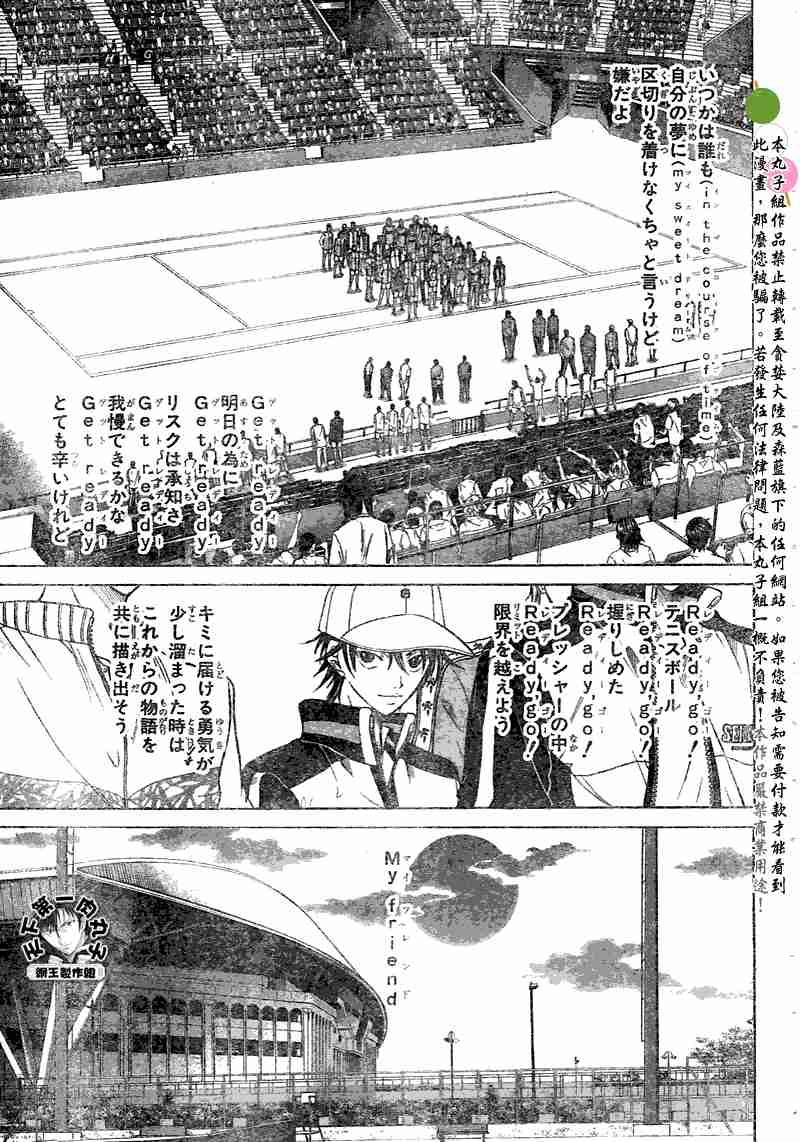 いつかは誰も(in the course of time)
自分の夢に(my sweet dream)
区切りを着けなくちゃと言うけど
嫌だよ
Get ready
明日の為に
Get ready
リスクは承知さ
Get ready
我慢できるかな
Get ready
とても辛いけれど
Ready,go!
テニスボール
Ready,go!
握りしめた
Ready,go!
プレッシャーの中
Ready,go!
限界を越えよう
キミに届ける勇気が
少し溜まった時は
これからの物語を
共に描き出そう
My friend
本丸子組作品禁止轉載至貪婪大陸及森藍旗下的任何網站。如果您被告知需要付款才能看到
此漫畫，那麼您被騙了。若發生任何法律問題，本丸子組一概不負責！本作品嚴禁商業用途！
天下第一肉丸子
網王製作組